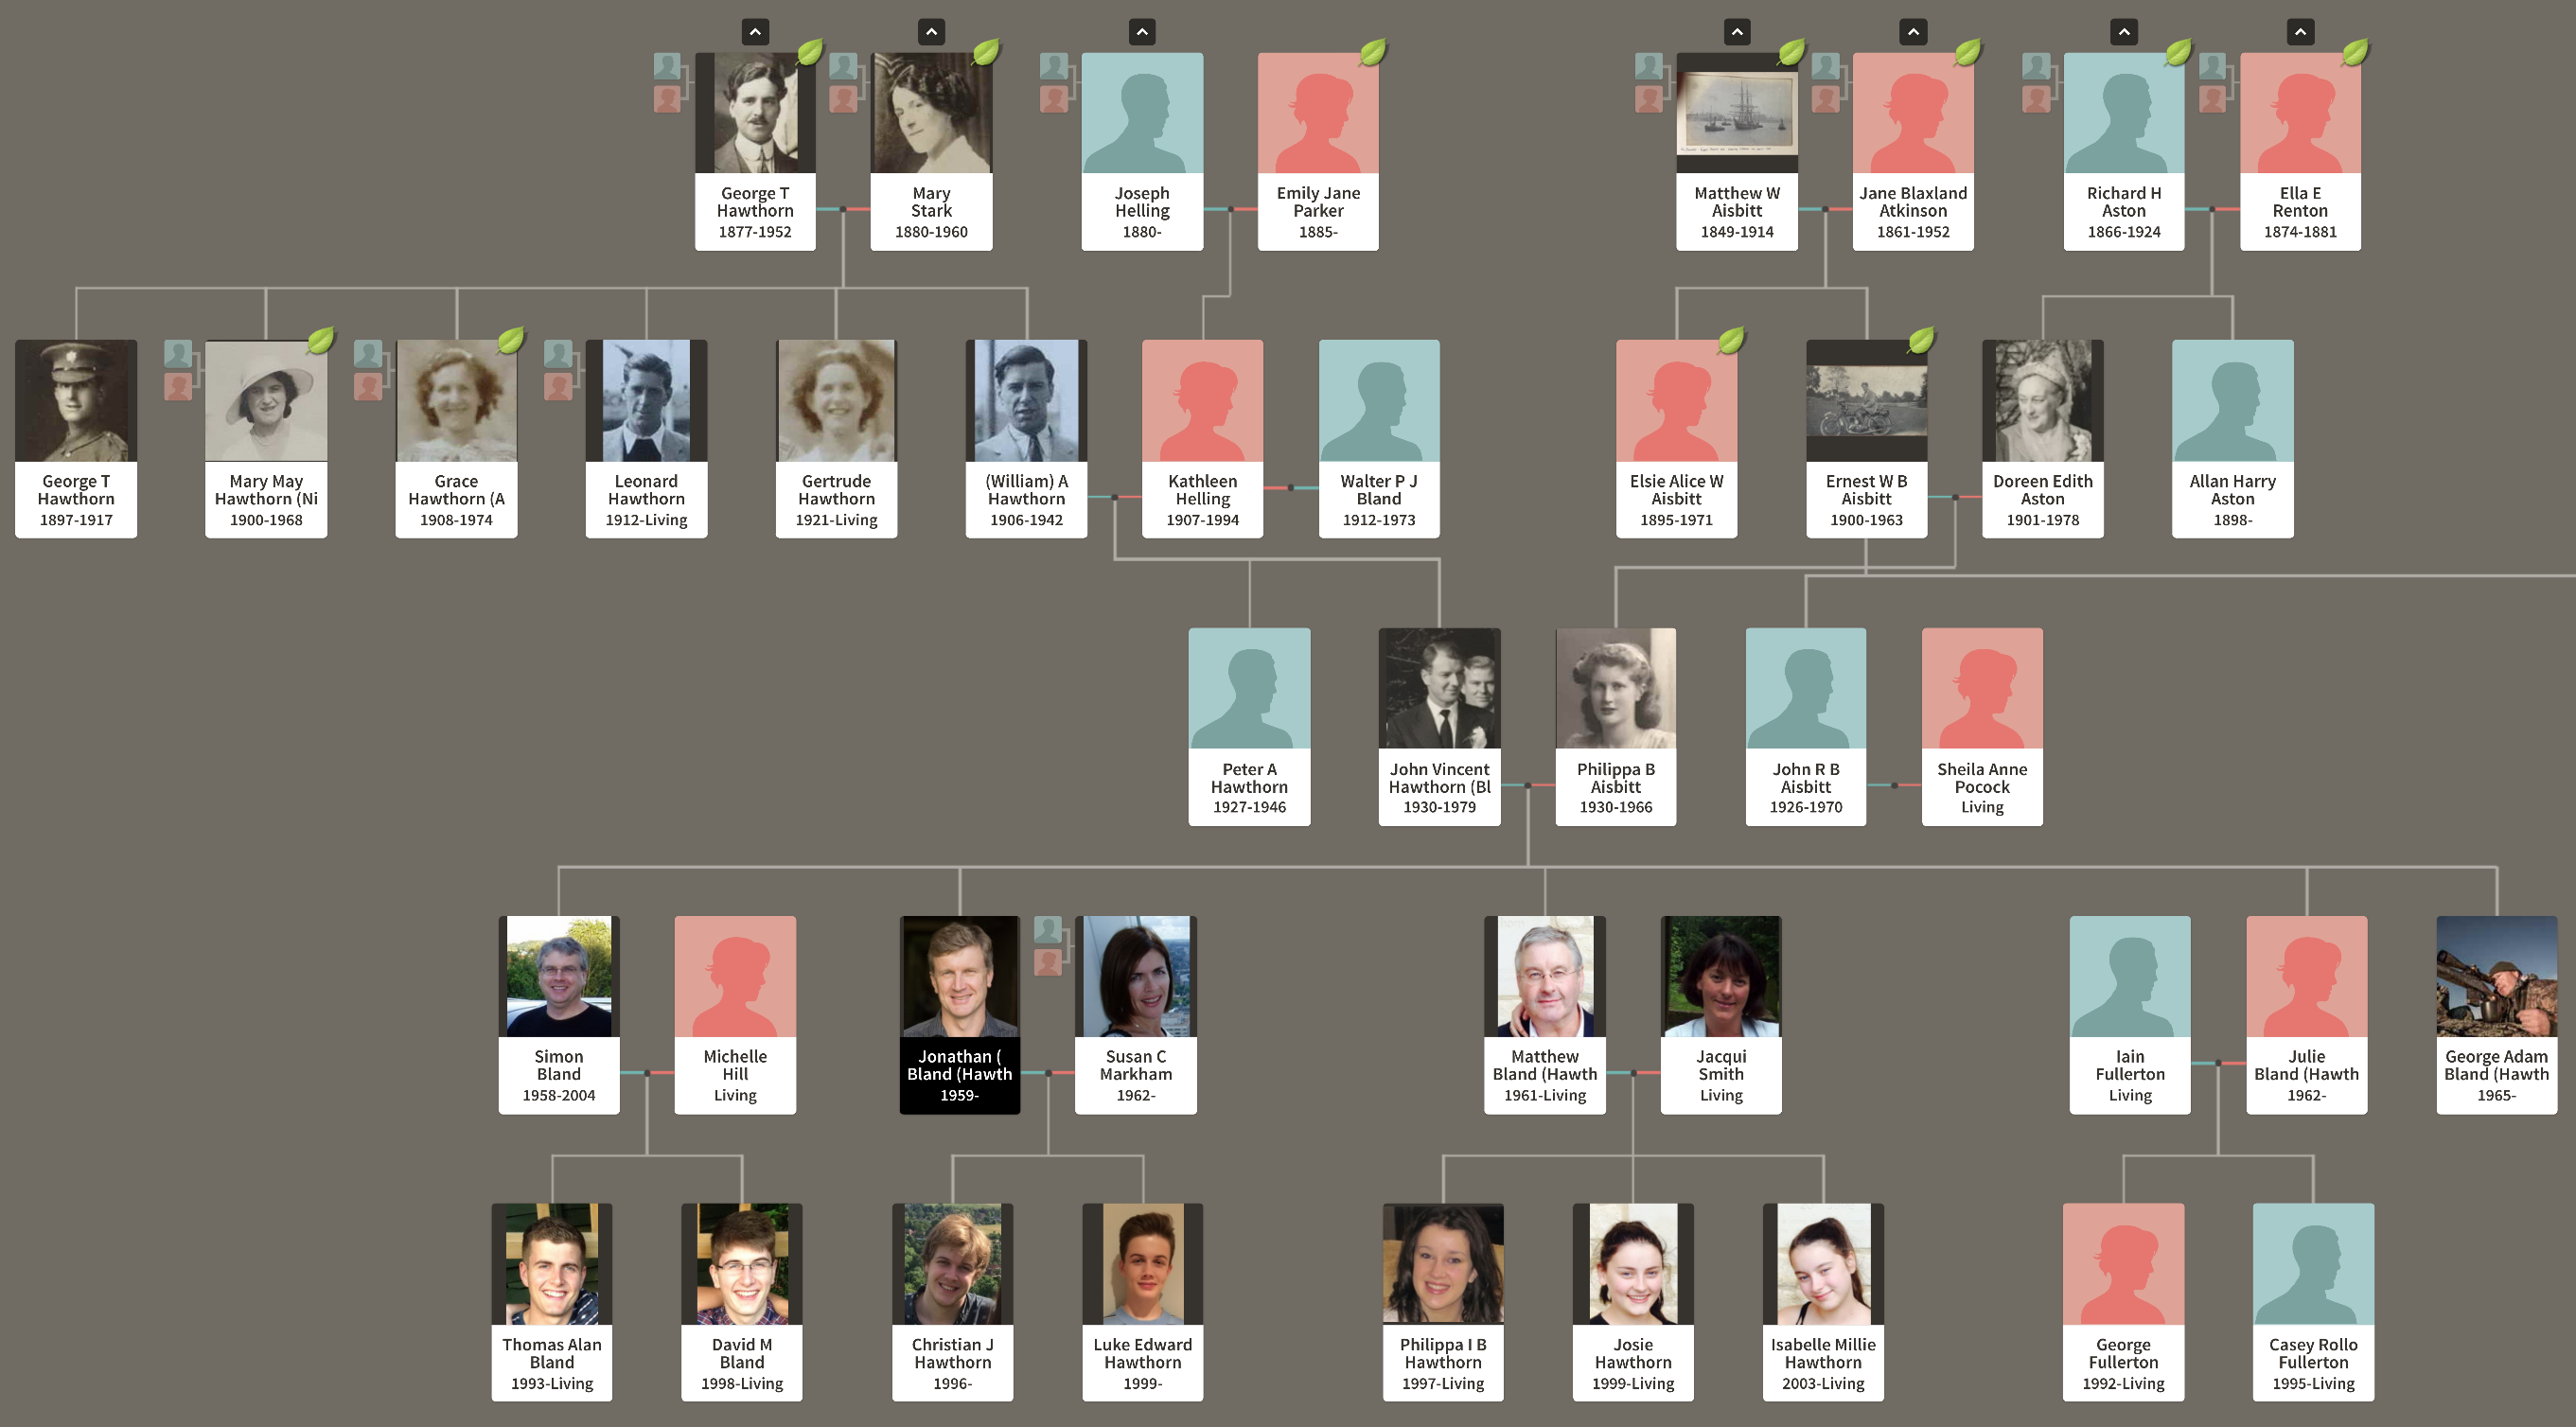 George T
Hawthorn
1877-1952
Mary
Stark
1880-1960
Joseph
Helling
1880-
Emily Jane
Parker
1885-
Matthew W
Aisbitt
1849-1914
Jane Blaxland
Atkinson
1861-1952
Richard H
Aston
1866-1924
Ella E
Renton
1874-1881
George T
Hawthorn
1897-1917
Mary May
Hawthorn (Ni
1900-1968
Grace
Hawthorn (A
1908-1974
Leonard
Hawthorn
1912-Living
Gertrude
Hawthorn
1921-Living
(William) A
Hawthorn
1906-1942
Kathleen
Helling
1907-1994
Walter P J
Bland
1912-1973
Elsie Alice W
Aisbitt
1895-1971
Ernest W B
Aisbitt
1900-1963
Doreen Edith
Aston
1901-1978
Allan Harry
Aston
1898-
Peter A
Hawthorn
1927-1946
John Vincent
Hawthorn (Bl
1930-1979
Philippa B
Aisbitt
1930-1966
John R B
Aisbitt
1926-1970
Sheila Anne
Pocock
Living
Simon
Bland
1958-2004
Michelle
Hill
Living
Jonathan (
Bland (Hawth
1959-
Susan C
Markham
1962-
Matthew
Bland (Hawth
1961-Living
Jacqui
Smith
Living
Iain
Fullerton
Living
Julie
Bland (Hawth
1962-
George Adam
Bland (Hawth
1965-
Thomas Alan
Bland
1993-Living
David M
Bland
1998-Living
Christian J
Hawthorn
1996-
Luke Edward
Hawthorn
1999-
Philippa I B
Hawthorn
1997-Living
Josie
Hawthorn
1999-Living
Isabelle Millie
Hawthorn
2003-Living
George
Fullerton
1992-Living
Casey Rollo
Fullerton
1995-Living